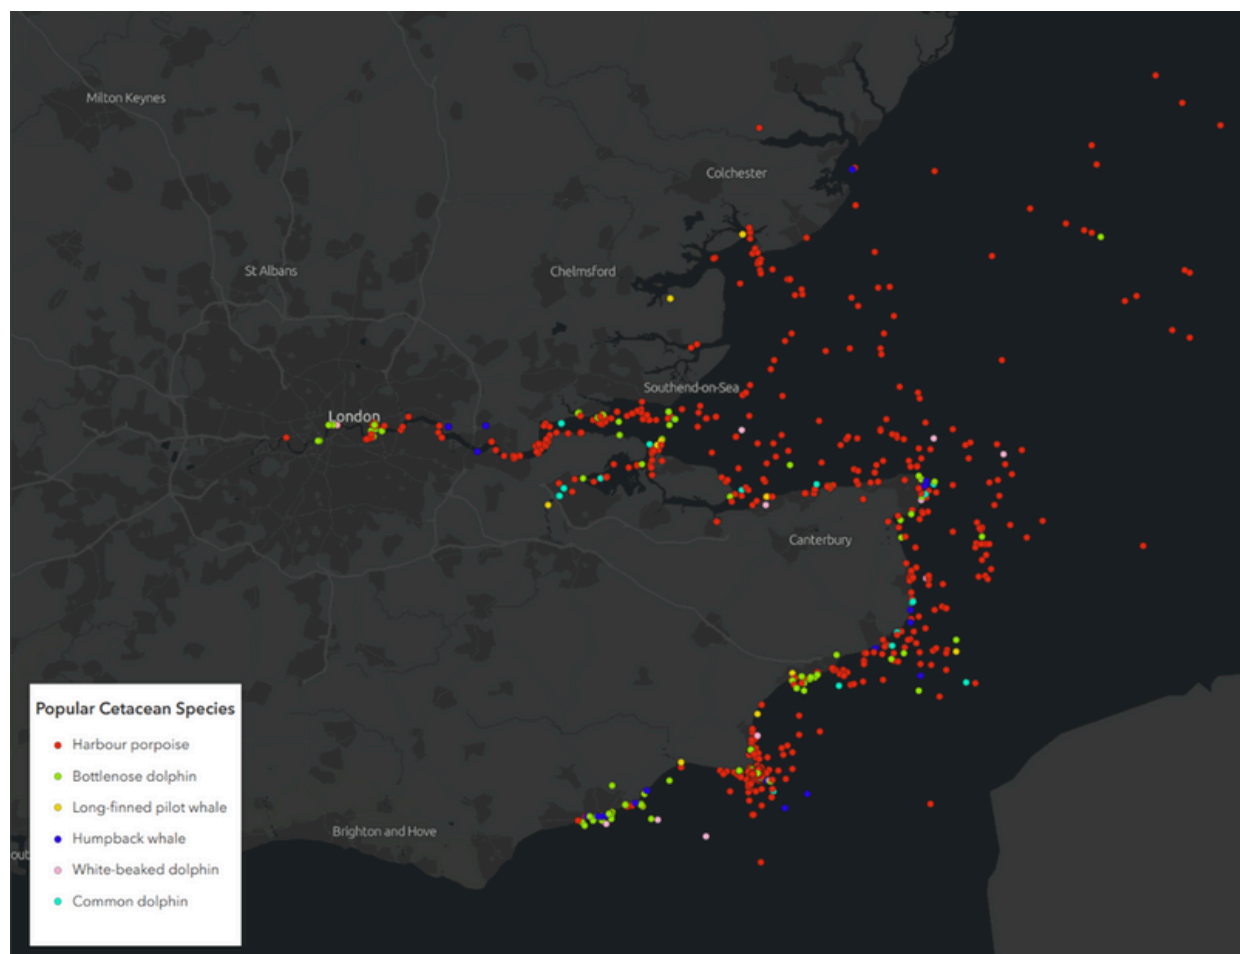 Milton Keynes
Colchester
St Albans
Chelmsford
Southend-on-Sea
London
Canterbury
Popular Cetacean Species
Harbour porpoise
Bottlenose dolphin
Long-finned pilot whale
Humpback whale
White-beaked dolphin
Common dolphin
Brighton and Hove
out